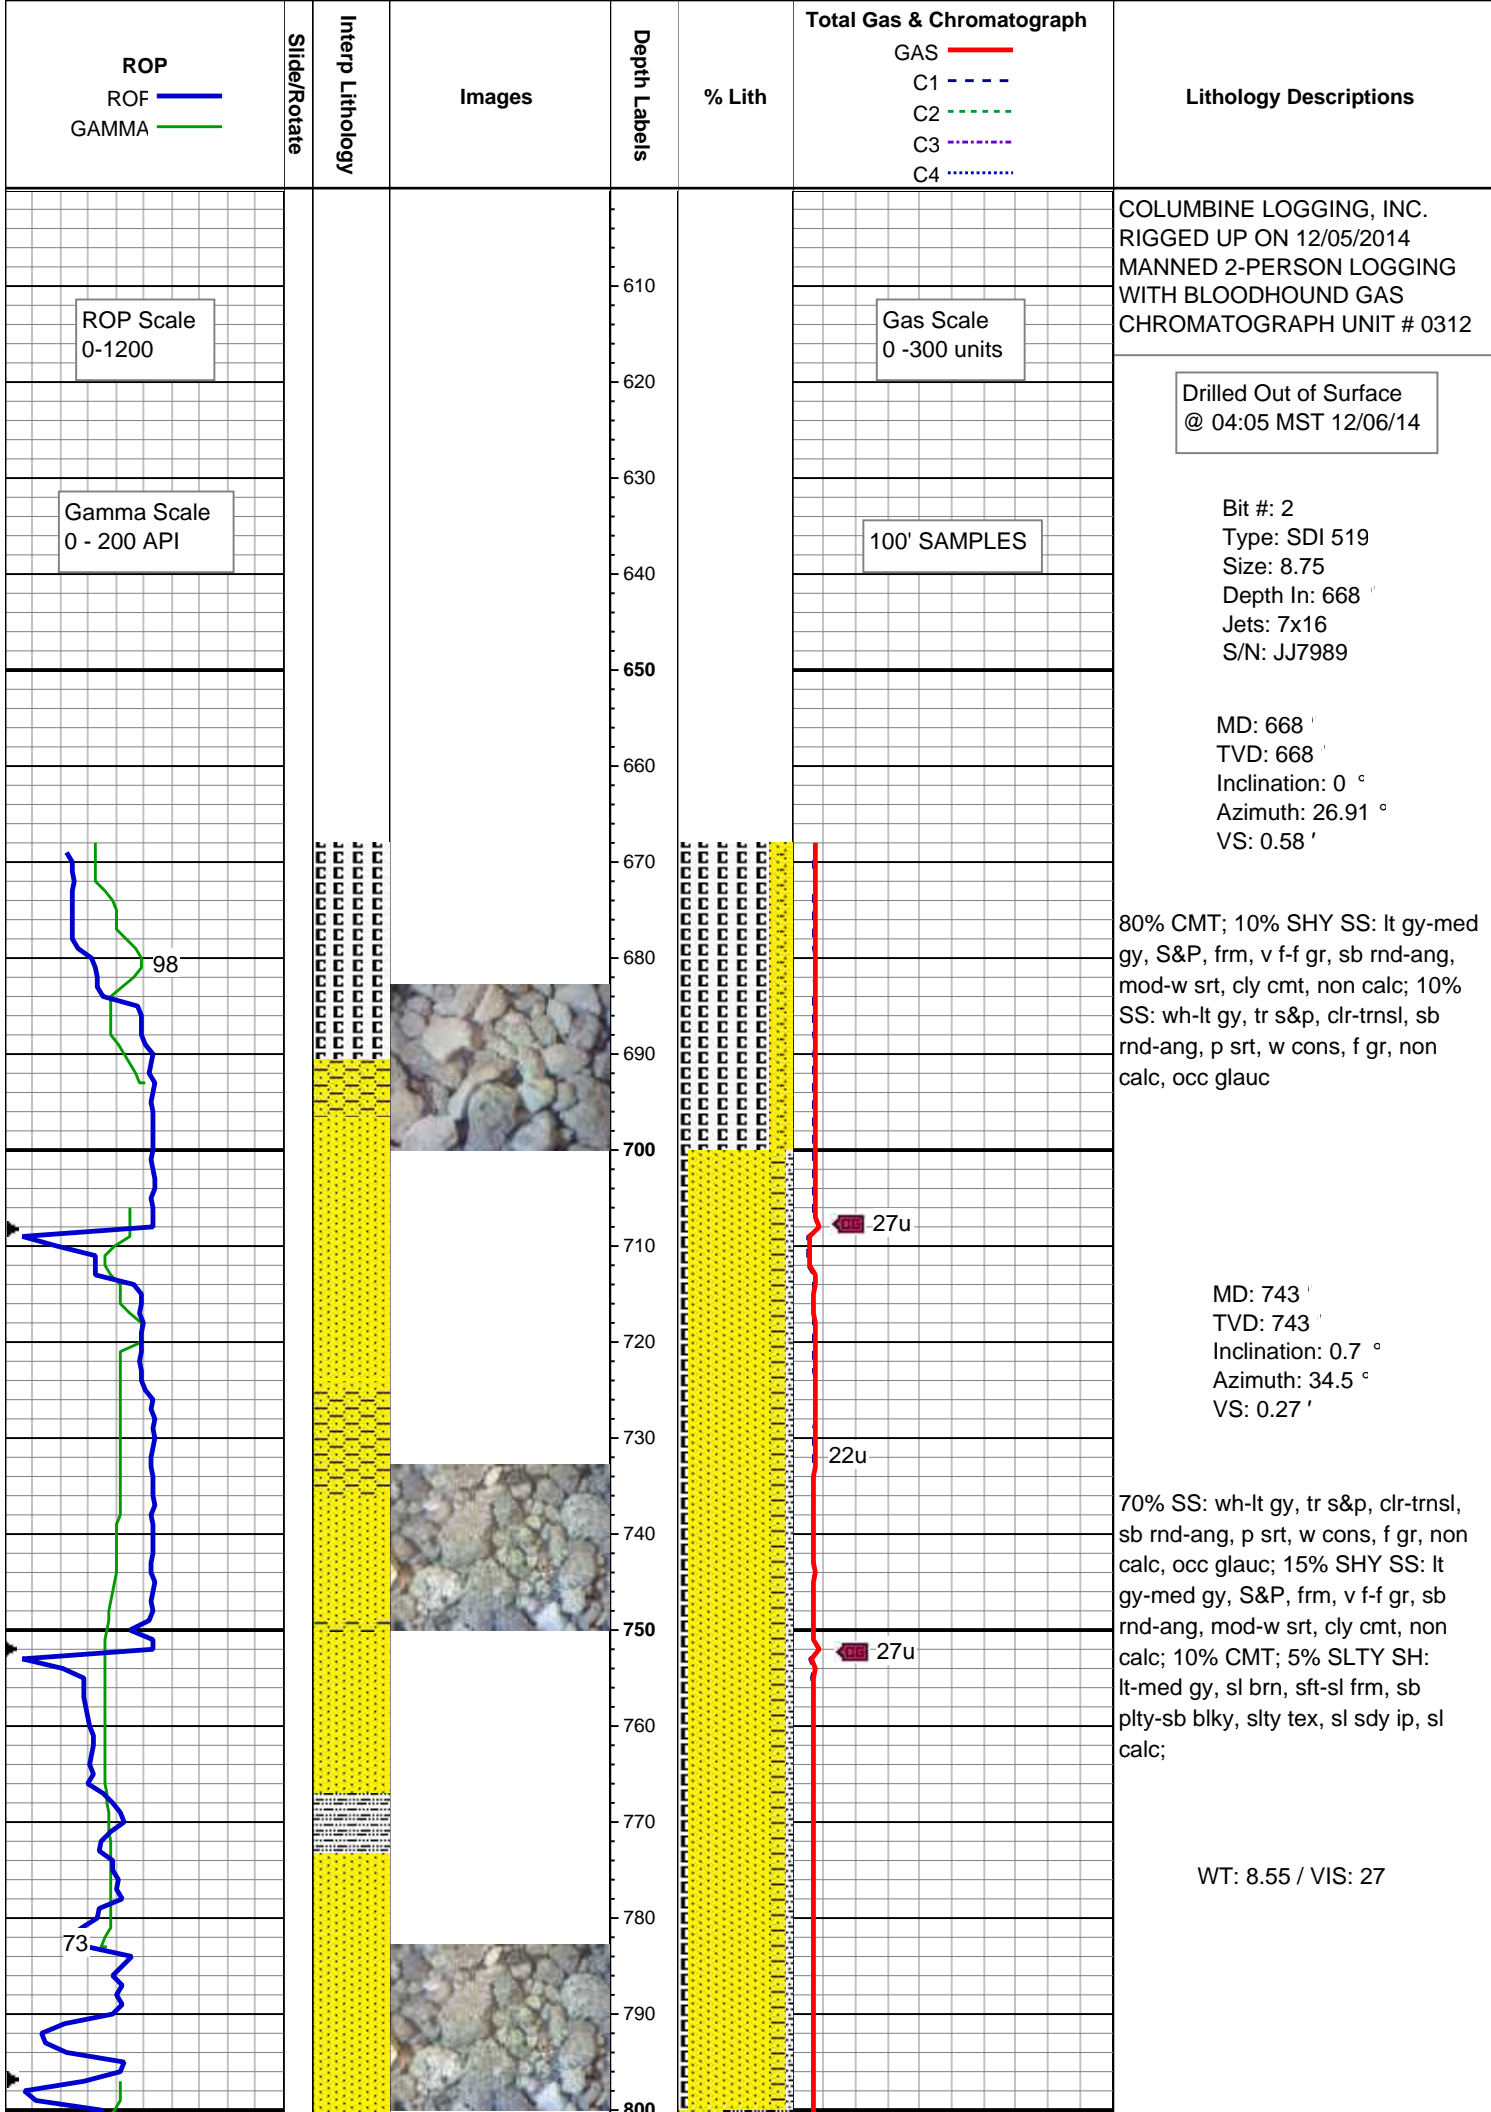 ROP
ROP
GAMMA
Slide/Rotate
Interp Lithology
Images
Depth Labels
% Lith
Total Gas & Chromatograph
GAS
C1
C2
C3
C4
Lithology Descriptions
COLUMBINE LOGGING, INC.
RIGGED UP ON 12/05/2014
MANNED 2-PERSON LOGGING
WITH BLOODHOUND GAS
CHROMATOGRAPH UNIT # 0312
610
ROP Scale
0-1200
Gas Scale
0 -300 units
620
Drilled Out of Surface
@ 04:05 MST 12/06/14
630
Gamma Scale
0 - 200 API
100' SAMPLES
Bit #: 2
Type: SDI 519
Size: 8.75
Depth In: 668 '
Jets: 7x16
S/N: JJ7989
640
650
MD: 668 '
TVD: 668 '
Inclination: 0 °
Azimuth: 26.91 °
VS: 0.58 '
660
670
80% CMT; 10% SHY SS: lt gy-med
gy, S&P, frm, v f-f gr, sb rnd-ang,
mod-w srt, cly cmt, non calc; 10%
SS: wh-lt gy, tr s&p, clr-trnsl, sb
rnd-ang, p srt, w cons, f gr, non
calc, occ glauc
98
680
690
700
CG 27u
710
MD: 743 '
TVD: 743 '
Inclination: 0.7 °
Azimuth: 34.5 °
VS: 0.27 '
720
730
22u
70% SS: wh-lt gy, tr s&p, clr-trnsl,
sb rnd-ang, p srt, w cons, f gr, non
calc, occ glauc; 15% SHY SS: lt
gy-med gy, S&P, frm, v f-f gr, sb
rnd-ang, mod-w srt, cly cmt, non
calc; 10% CMT; 5% SLTY SH:
lt-med gy, sl brn, sft-sl frm, sb
plty-sb blky, slty tex, sl sdy ip, sl
calc;
740
750
CG 27u
760
770
WT: 8.55 / VIS: 27
780
73
790
800